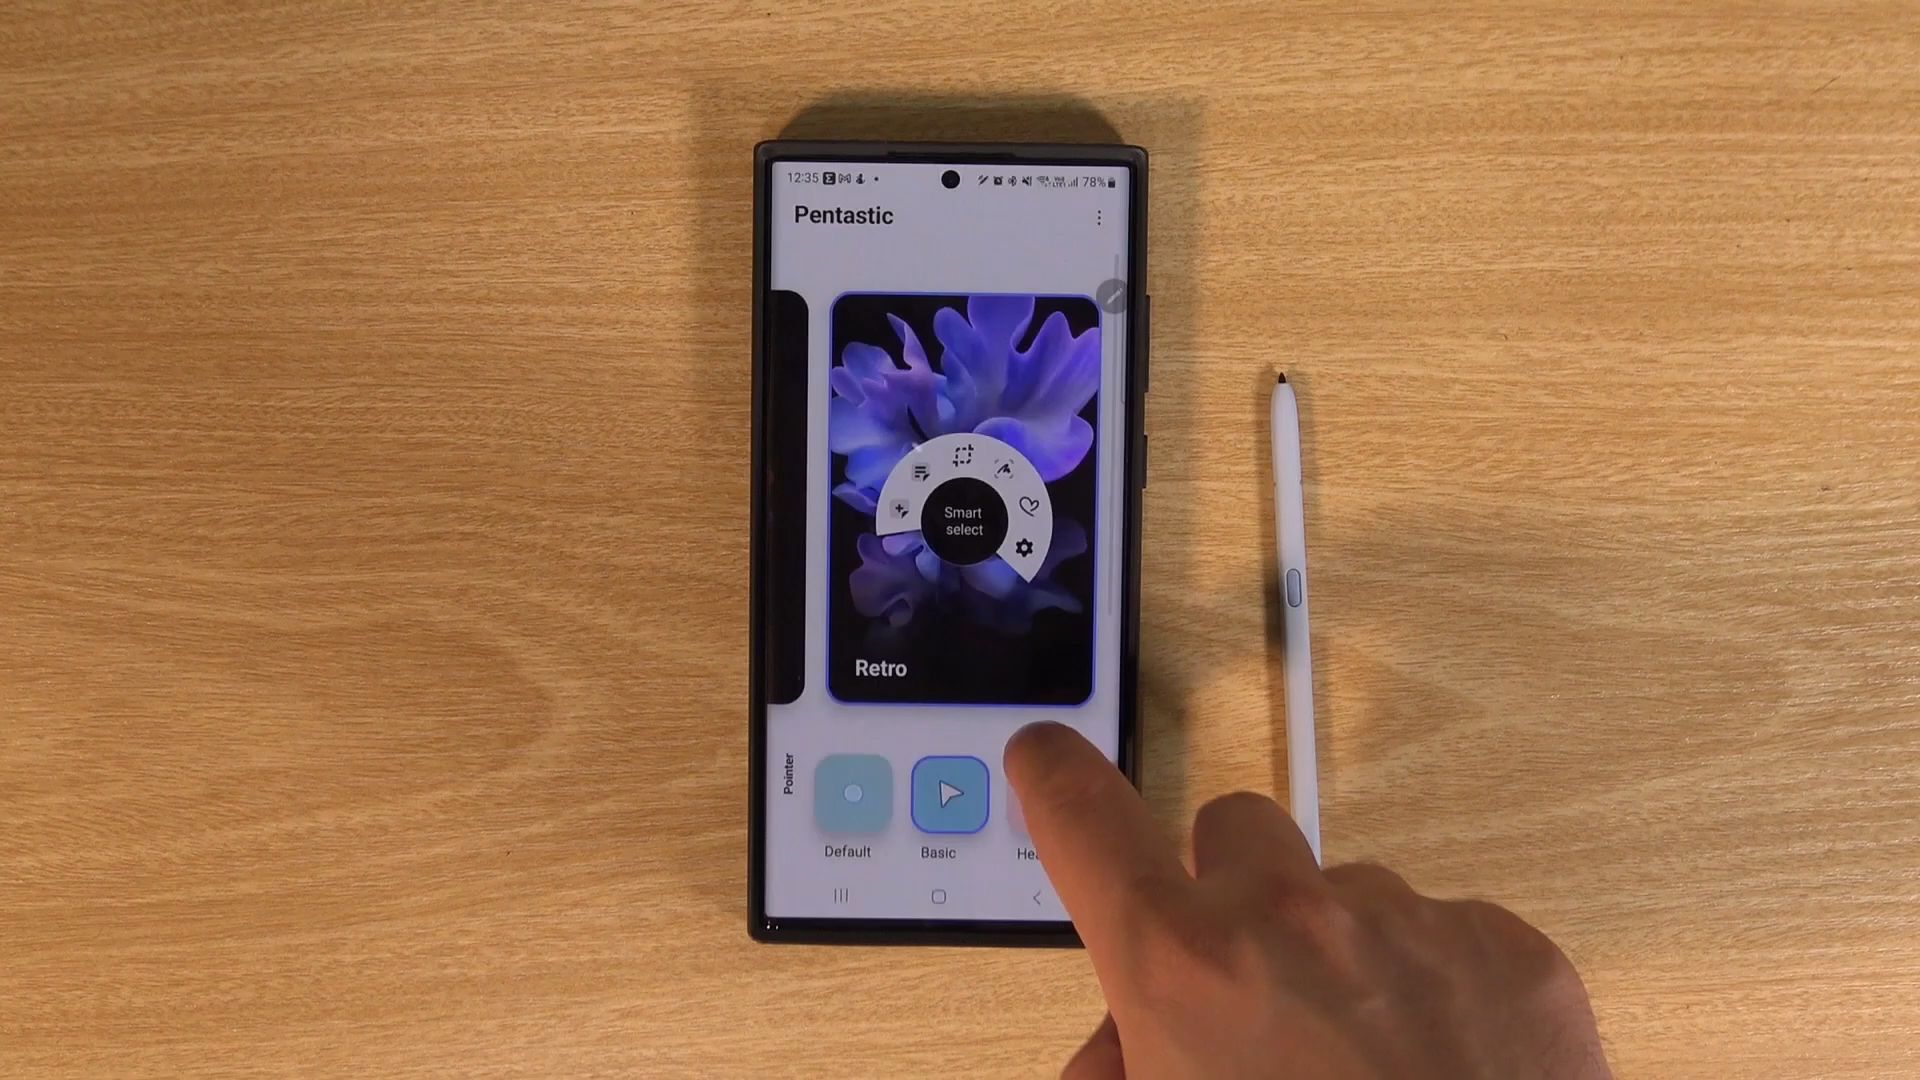 12:35
78%
Pentastic
Smart
select
Retro
Pointer
Default
Basic